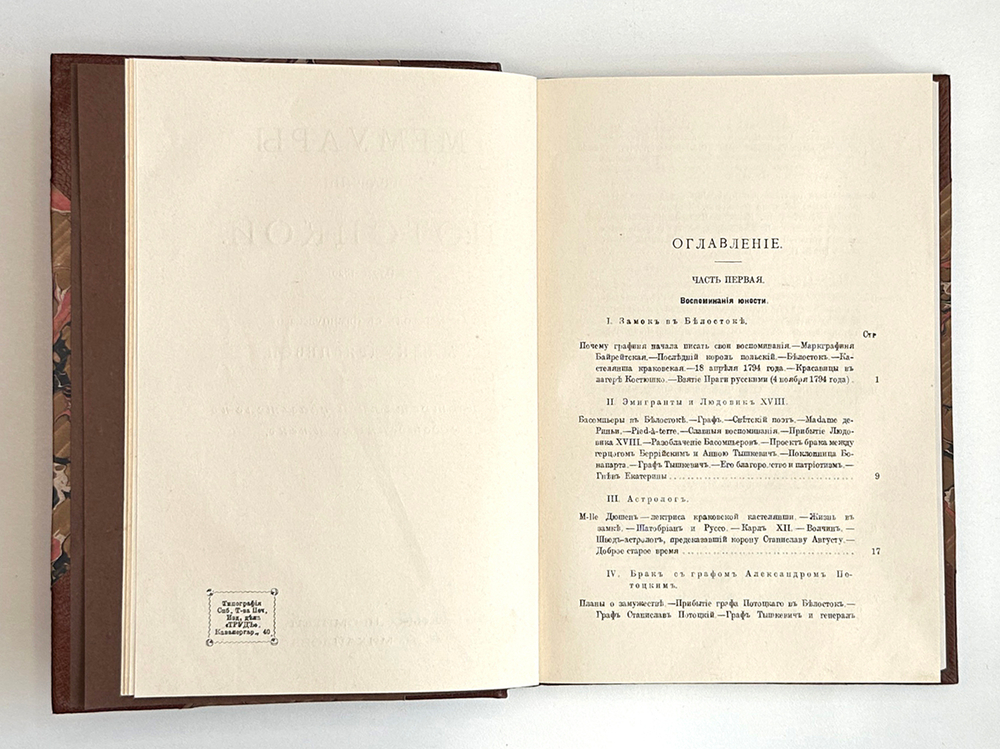 Типографія
Спб. Т-ва Печ.
Изд. дѣла
«ТРУДЪ».
Кавалергар., 40
ОГЛАВЛЕНІЕ.
ЧАСТЬ ПЕРВАЯ.
Воспоминанія юности.
I. Замокъ въ Бѣлостокѣ.
Стр
Почему графиня начала писать свои воспоминанія.—Маркграфиня
Байрейтская.—Послѣдній король польскій.—Бѣлостокъ.—Ка-
стелянша краковская.—18 апрѣля 1794 года.—Красавицы въ
лагерѣ Костюшко.—Взятіе Праги русскими (4 ноября 1794 года). 1
II. Эмигранты и Людовикъ XVIII.
Басомпьеры въ Бѣлостокѣ.—Графъ.—Свѣтскій поэтъ.—Madame де-
Риньи.—Pied-à-terre.—Славныя воспоминанія.—Прибытіе Людо-
вика XVIII.—Разоблаченіе Басомпьеровъ.—Проектъ брака между
герцогомъ Беррійскимъ и Анною Тышкевичъ.—Поклонница Бо-
напарта.—Графъ Тышкевичъ.—Его благородство и патріотизмъ.—
Гнѣвъ Екатерины 9
III. Астрологъ.
M-lle Дюшенъ—лектриса краковской кастелянши.—Жизнь въ
замкѣ.—Шатобріанъ и Руссо.—Карлъ XII.—Волчинъ.—
Шведъ-астрологъ, предсказавшій корону Станиславу Августу.—
Доброе старое время 17
IV. Бракъ съ графомъ Александромъ По-
тоцкимъ.
Планы о замужествѣ.—Прибытіе графа Потоцкаго въ Бѣлостокъ.—
Графъ Станиславъ Потоцкій.—Графъ Тышкевичъ и генералъ